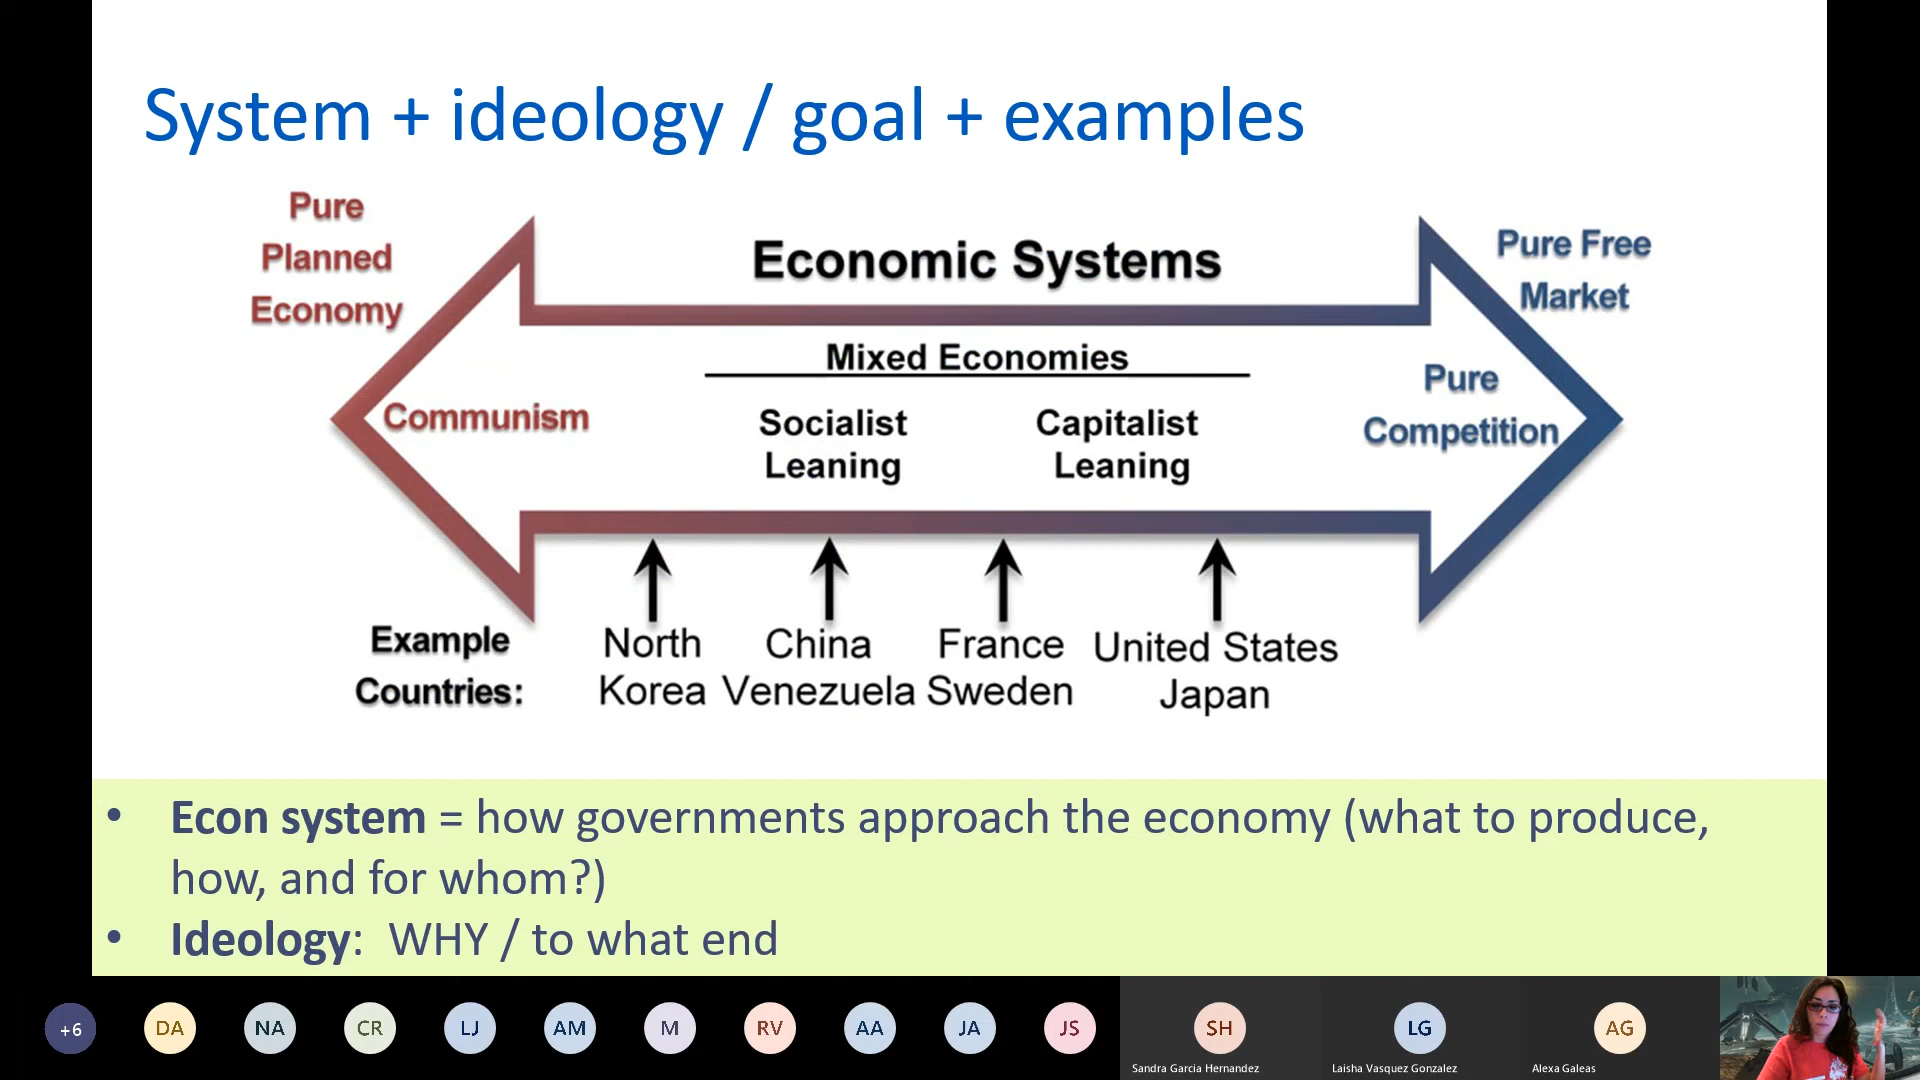 System + ideology / goal + examples
Pure
Planned
Economy
Economic Systems
Pure Free
Market
Mixed Economies
Communism
Socialist
Leaning
Capitalist
Leaning
Pure
Competition
Example
Countries:
North
Korea
China
Venezuela
France
Sweden
United States
Japan
• Econ system = how governments approach the economy (what to produce,
how, and for whom?)
• Ideology: WHY / to what end
+6
DA
NA
CR
LJ
AM
M
RV
AA
JA
JS
SH
Sandra Garcia Hernandez
LG
Laisha Vasquez Gonzalez
AG
Alexa Galeas